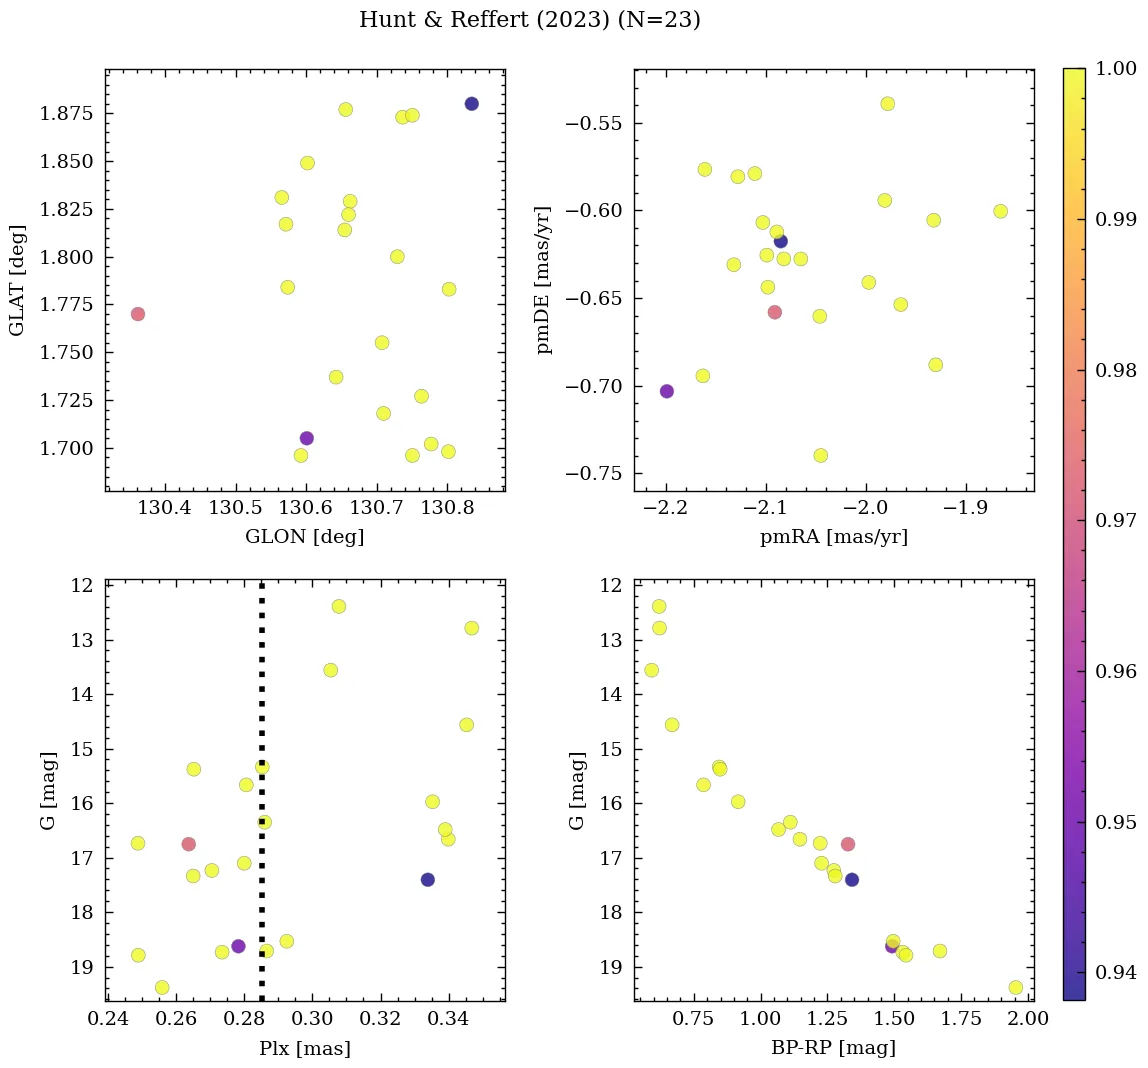 Hunt & Reffert (2023) (N=23)
1.875
1.850
1.825
1.800
1.775
1.750
1.725
1.700
GLAT [deg]
130.4 130.5 130.6 130.7 130.8
GLON [deg]
−0.55
−0.60
−0.65
−0.70
−0.75
pmDE [mas/yr]
−2.2 −2.1 −2.0 −1.9
pmRA [mas/yr]
12
13
14
15
16
17
18
19
G [mag]
0.24 0.26 0.28 0.30 0.32 0.34
Plx [mas]
12
13
14
15
16
17
18
19
G [mag]
0.75 1.00 1.25 1.50 1.75 2.00
BP-RP [mag]
1.00
0.99
0.98
0.97
0.96
0.95
0.94